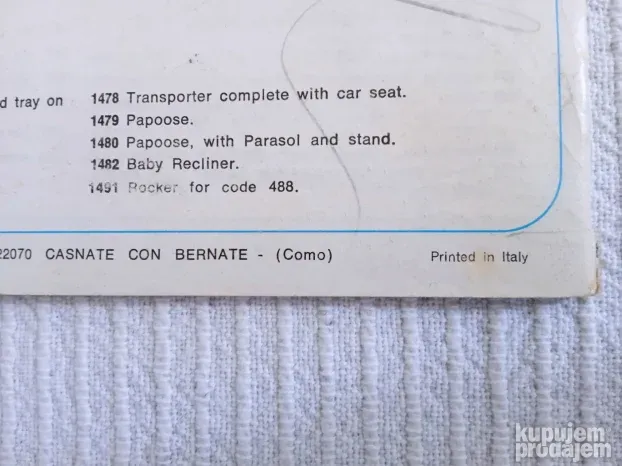 d tray on
1478 Transporter complete with car seat.
1479 Papoose.
1480 Papoose, with Parasol and stand.
1482 Baby Recliner.
1491 Rocker for code 488.
22070 CASNATE CON BERNATE - (Como)
Printed in Italy
kupujem
prodajem